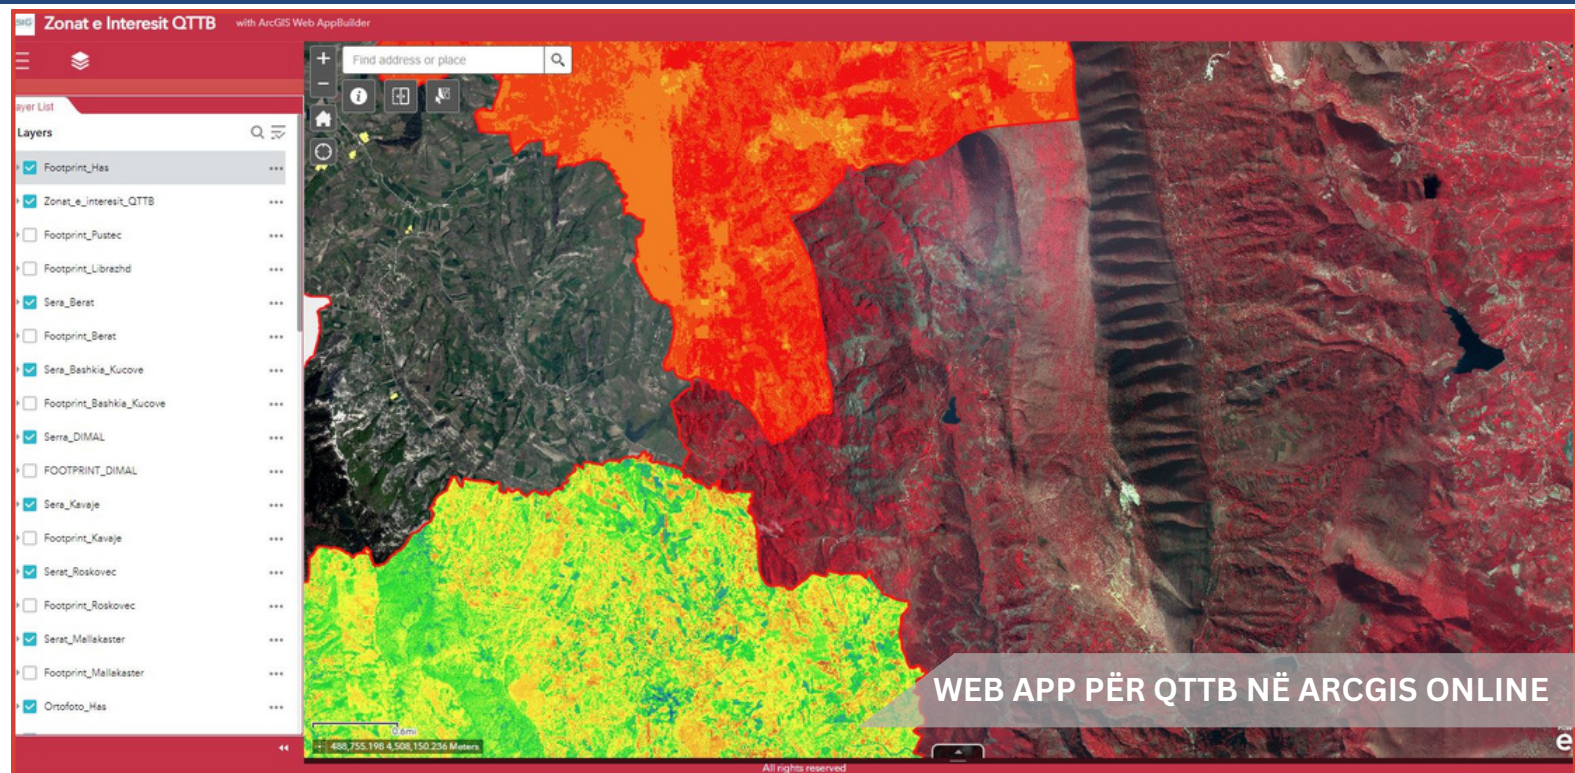 SIG Zonat e Interesit QTTB with ArcGIS Web AppBuilder
+
Find address or place
−
ayer List
Layers
Footprint_Has
Zonat_e_interesit_QTTB
Footprint_Pustec
Footprint_Librazhd
Sera_Berat
Footprint_Berat
Sera_Bashkia_Kucove
Footprint_Bashkia_Kucove
Serra_DIMAL
FOOTPRINT_DIMAL
Sera_Kavaje
Footprint_Kavaje
Serat_Roskovec
Footprint_Roskovec
Serat_Mallakaster
Footprint_Mallakaster
Ortofoto_Has
WEB APP PËR QTTB NË ARCGIS ONLINE
0.6mi
488,755.198 4,508,150.236 Meters
All rights reserved